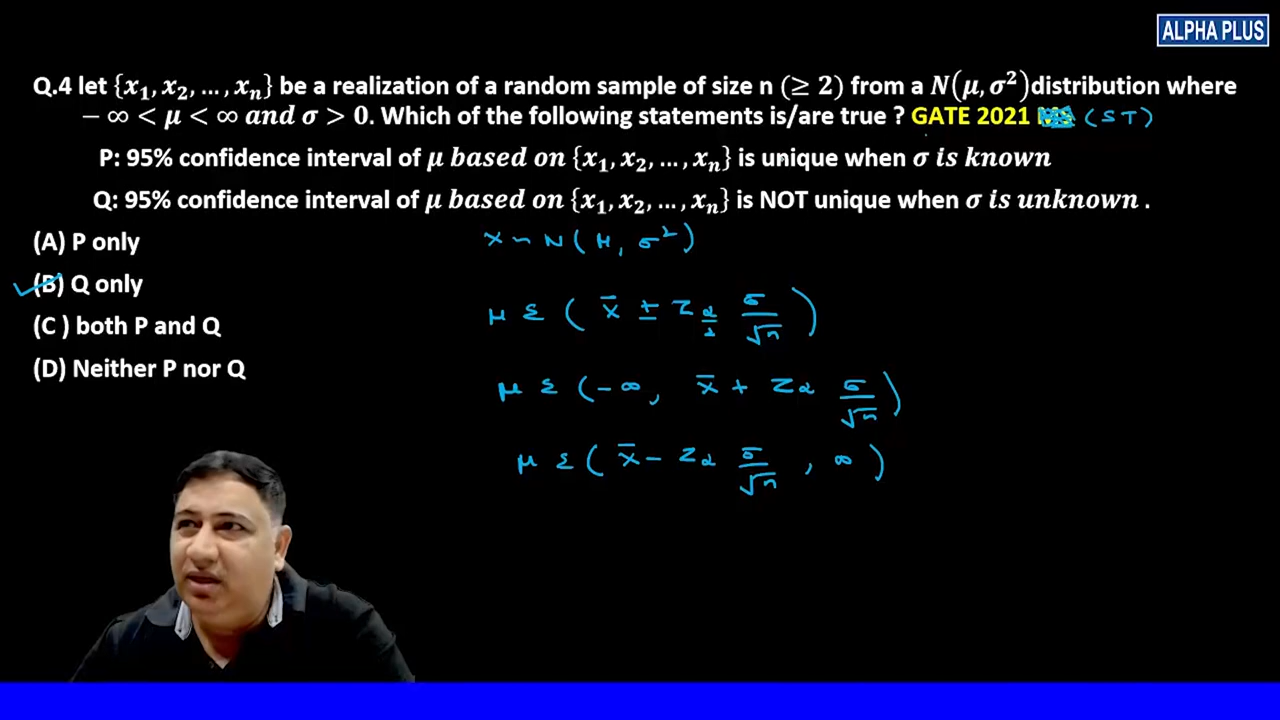 ALPHA PLUS
Q.4 let {x₁, x₂, ..., xₙ} be a realization of a random sample of size n (≥ 2) from a N(μ, σ²)distribution where
− ∞ < μ < ∞ and σ > 0. Which of the following statements is/are true ? GATE 2021 (ST)
P: 95% confidence interval of μ based on {x₁, x₂, ..., xₙ} is unique when σ is known
Q: 95% confidence interval of μ based on {x₁, x₂, ..., xₙ} is NOT unique when σ is unknown .
(A) P only
X ~ N(μ, σ²)
(B) Q only
μ ε ( x̄ ± Z α/2 σ/√n )
(C ) both P and Q
(D) Neither P nor Q
μ ε (−∞, x̄ + Zα σ/√n )
μ ε ( x̄ − Zα σ/√n , ∞ )